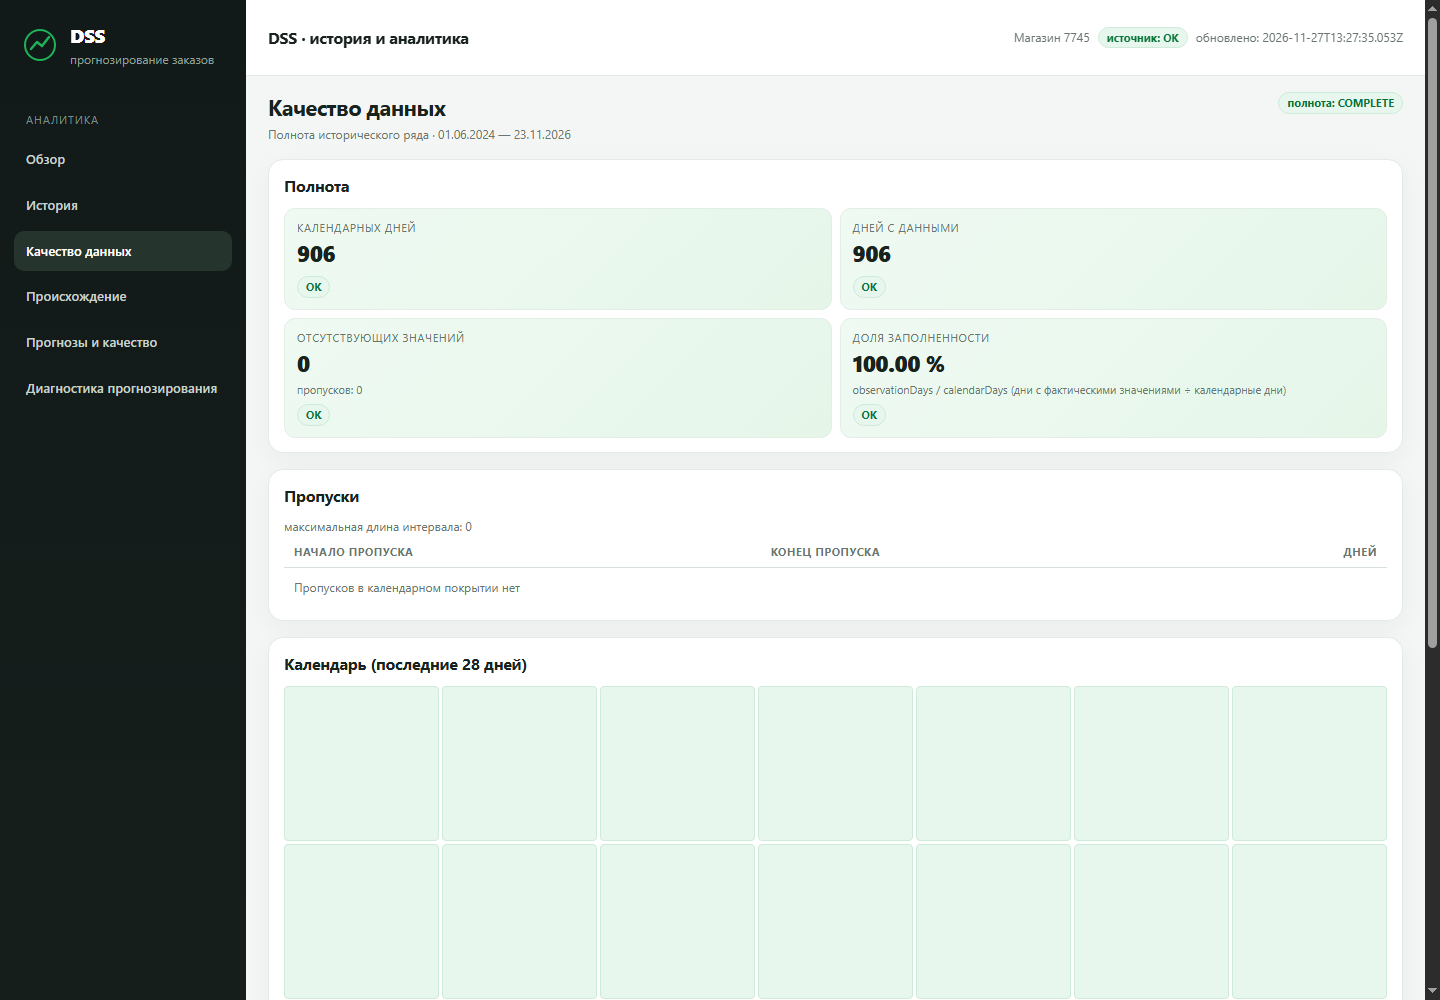 DSS
прогнозирование заказов
АНАЛИТИКА
Обзор
История
Качество данных
Происхождение
Прогнозы и качество
Диагностика прогнозирования
DSS · история и аналитика
Магазин 7745
источник: OK
обновлено: 2026-11-27T13:27:35.053Z
Качество данных
полнота: COMPLETE
Полнота исторического ряда · 01.06.2024 — 23.11.2026
Полнота
КАЛЕНДАРНЫХ ДНЕЙ
906
OK
ДНЕЙ С ДАННЫМИ
906
OK
ОТСУТСТВУЮЩИХ ЗНАЧЕНИЙ
0
пропусков: 0
OK
ДОЛЯ ЗАПОЛНЕННОСТИ
100.00 %
observationDays / calendarDays (дни с фактическими значениями ÷ календарные дни)
OK
Пропуски
максимальная длина интервала: 0
НАЧАЛО ПРОПУСКА КОНЕЦ ПРОПУСКА ДНЕЙ
Пропусков в календарном покрытии нет
Календарь (последние 28 дней)